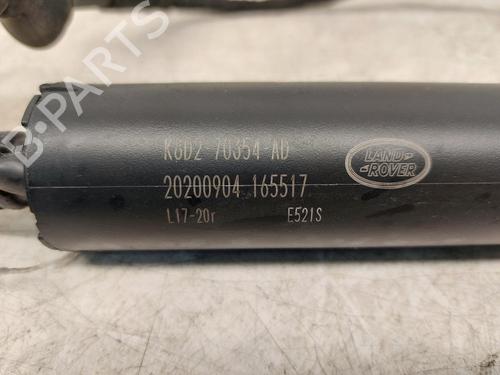 K8D2 70354 AD
20200904 165517
L17-20r E521S
LAND ROVER
B-PARTS